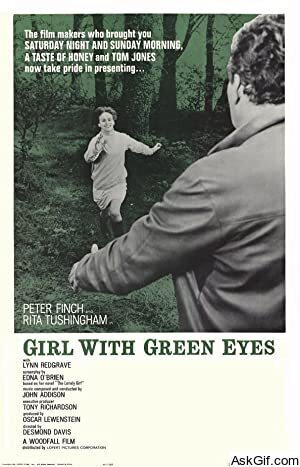 The film makers who brought you
SATURDAY NIGHT AND SUNDAY MORNING,
A TASTE OF HONEY and TOM JONES
now take pride in presenting...
PETER FINCH and
RITA TUSHINGHAM in
GIRL WITH GREEN EYES
with
LYNN REDGRAVE
screenplay by
EDNA O'BRIEN
based on her novel "The Lonely Girl"
music composed and conducted by
JOHN ADDISON
executive producer
TONY RICHARDSON
produced by
OSCAR LEWENSTEIN
directed by
DESMOND DAVIS
A WOODFALL FILM
distributed by LOPERT PICTURES CORPORATION
AskGif.com